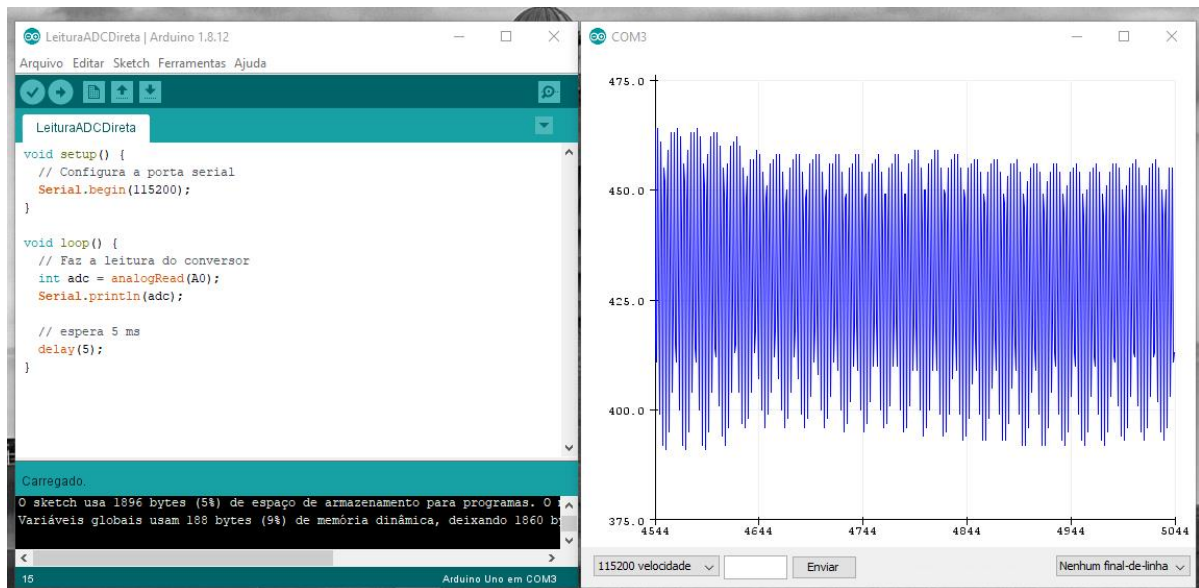 LeituraADCDireta | Arduino 1.8.12
Arquivo Editar Sketch Ferramentas Ajuda
LeituraADCDireta
void setup() {
// Configura a porta serial
Serial.begin(115200);
}
void loop() {
// Faz a leitura do conversor
int adc = analogRead(A0);
Serial.println(adc);
// espera 5 ms
delay(5);
}
Carregado.
O sketch usa 1896 bytes (5%) de espaço de armazenamento para programas. O
Variáveis globais usam 188 bytes (9%) de memória dinâmica, deixando 1860
15
Arduino Uno em COM3
COM3
475.0
450.0
425.0
400.0
375.0
4544 4644 4744 4844 4944 5044
115200 velocidade
Enviar
Nenhum final-de-linha